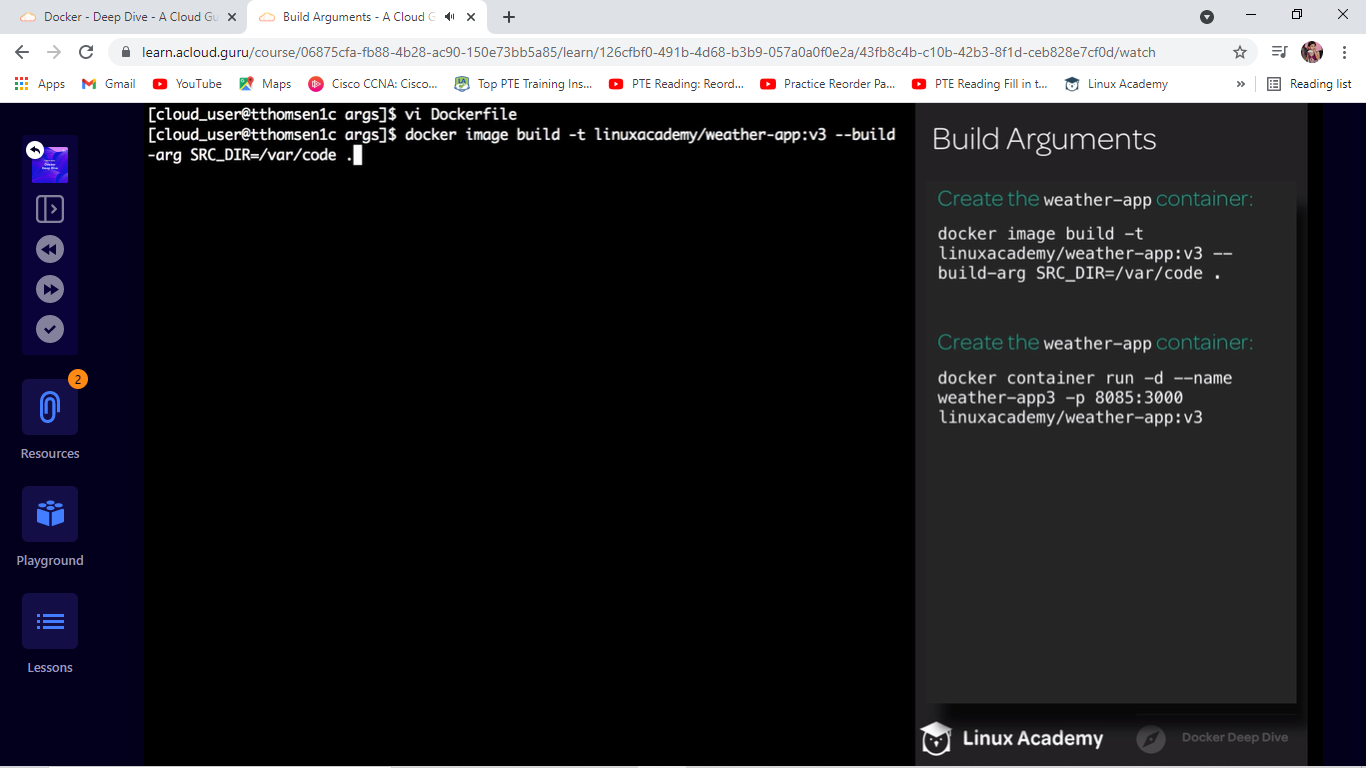 Docker - Deep Dive - A Cloud Gu
Build Arguments - A Cloud G
learn.acloud.guru/course/06875cfa-fb88-4b28-ac90-150e73bb5a85/learn/126cfbf0-491b-4d68-b3b9-057a0a0f0e2a/43fb8c4b-c10b-42b3-8f1d-ceb828e7cf0d/watch
Apps
Gmail
YouTube
Maps
Cisco CCNA: Cisco...
Top PTE Training Ins...
PTE Reading: Reord...
Practice Reorder Pa...
PTE Reading Fill in t...
Linux Academy
»
Reading list
[cloud_user@tthomsen1c args]$ vi Dockerfile
[cloud_user@tthomsen1c args]$ docker image build -t linuxacademy/weather-app:v3 --build
-arg SRC_DIR=/var/code .
Docker
Deep Dive
2
Resources
Playground
Lessons
Build Arguments
Create the weather-app container:
docker image build -t
linuxacademy/weather-app:v3 --
build-arg SRC_DIR=/var/code .
Create the weather-app container:
docker container run -d --name
weather-app3 -p 8085:3000
linuxacademy/weather-app:v3
Linux Academy
Docker Deep Dive